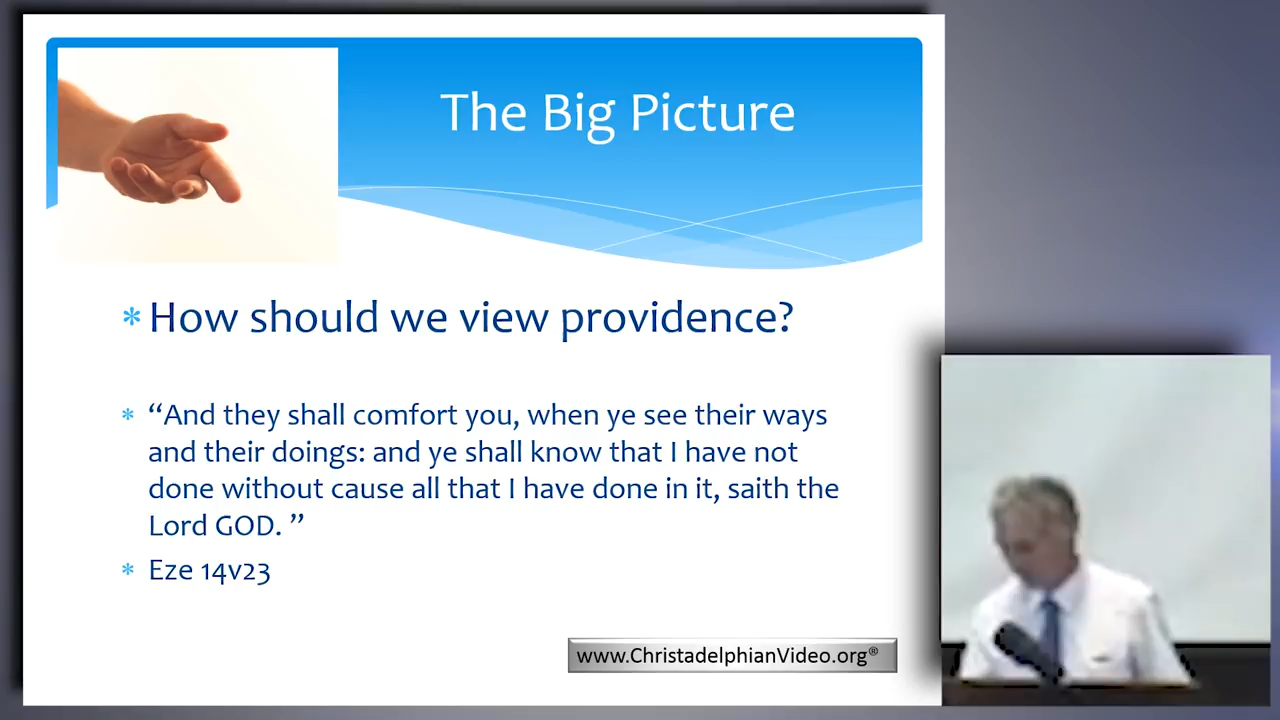 The Big Picture
* How should we view providence?
* “And they shall comfort you, when ye see their ways
and their doings: and ye shall know that I have not
done without cause all that I have done in it, saith the
Lord GOD. ”
* Eze 14v23
www.ChristadelphianVideo.org®